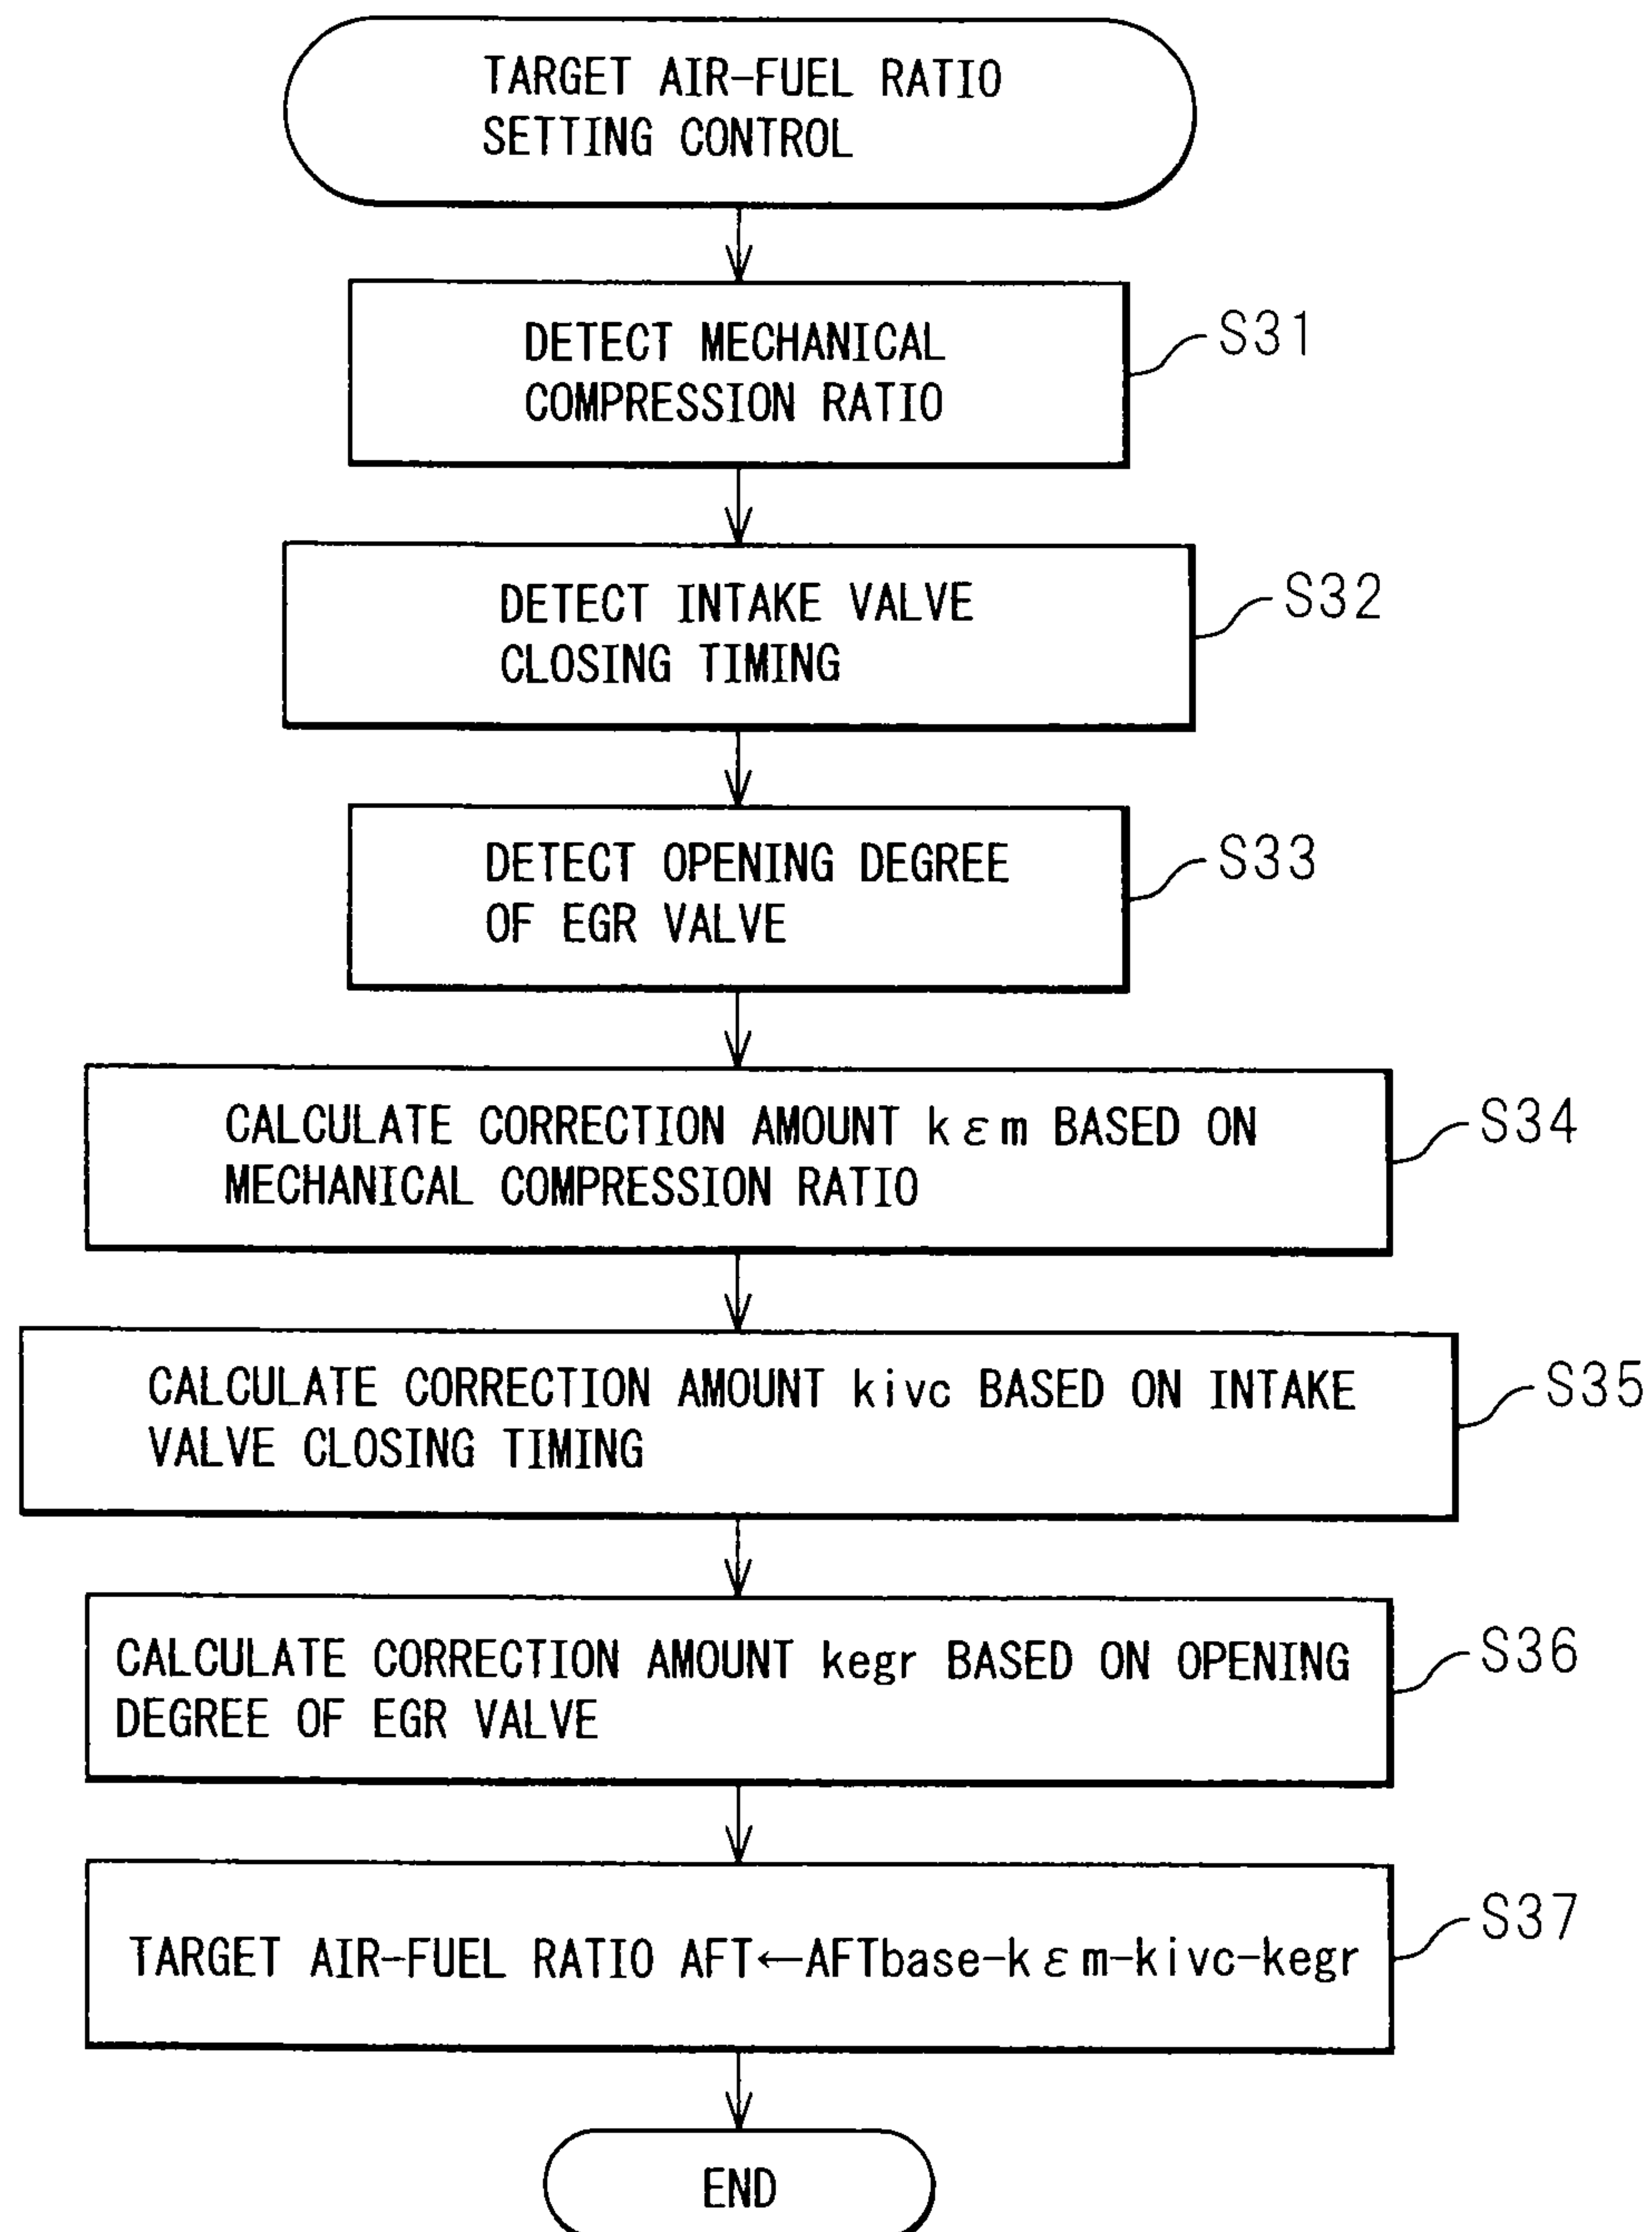 TARGET AIR-FUEL RATIO
SETTING CONTROL
DETECT MECHANICAL
COMPRESSION RATIO
S31
DETECT INTAKE VALVE
CLOSING TIMING
S32
DETECT OPENING DEGREE
OF EGR VALVE
S33
CALCULATE CORRECTION AMOUNT kεm BASED ON
MECHANICAL COMPRESSION RATIO
S34
CALCULATE CORRECTION AMOUNT kivc BASED ON INTAKE
VALVE CLOSING TIMING
S35
CALCULATE CORRECTION AMOUNT kegr BASED ON OPENING
DEGREE OF EGR VALVE
S36
TARGET AIR-FUEL RATIO AFT←AFTbase-kεm-kivc-kegr
S37
END